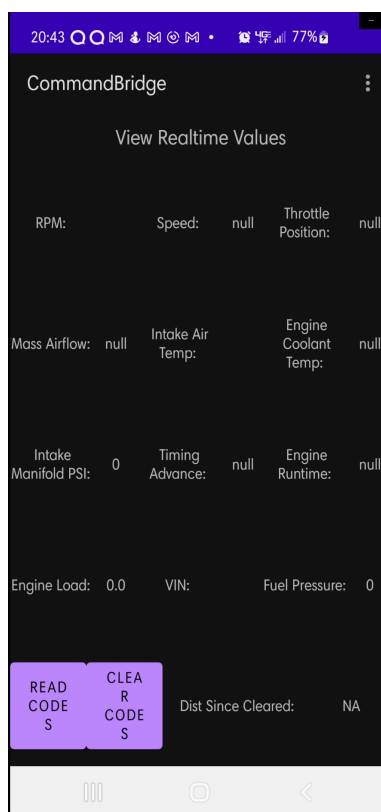 20:43 77%
CommandBridge
View Realtime Values
RPM: Speed: null Throttle
Position: null
Mass Airflow: null Intake Air
Temp: Engine
Coolant
Temp: null
Intake
Manifold PSI: 0 Timing
Advance: null Engine
Runtime: null
Engine Load: 0.0 VIN: Fuel Pressure: 0
READ
CODE
S
CLEA
R
CODE
S
Dist Since Cleared: NA